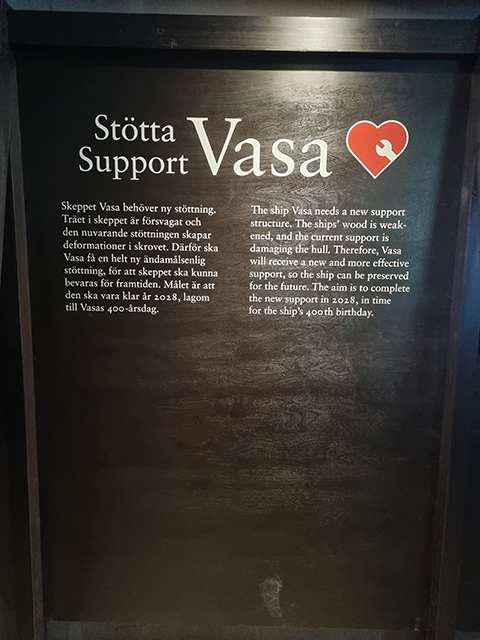 Stötta
Support
Vasa
Skeppet Vasa behöver ny stöttning.
Träet i skeppet är försvagat och
den nuvarande stöttningen skapar
deformationer i skrovet. Därför ska
Vasa få en helt ny ändamålsenlig
stöttning, för att skeppet ska kunna
bevaras för framtiden. Målet är att
den ska vara klar år 2028, lagom
till Vasas 400-årsdag.
The ship Vasa needs a new support
structure. The ships' wood is weak-
ened, and the current support is
damaging the hull. Therefore, Vasa
will receive a new and more effective
support, so the ship can be preserved
for the future. The aim is to complete
the new support in 2028, in time
for the ship's 400th birthday.